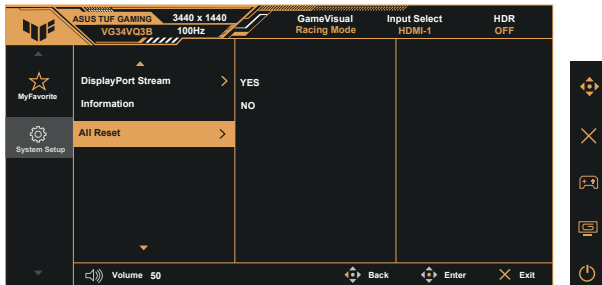 ASUS TUF GAMING 3440 x 1440 GameVisual Input Select HDR
VG34VQ3B 100Hz Racing Mode HDMI-1 OFF
MyFavorite
System Setup
DisplayPort Stream
Information
All Reset
YES
NO
Volume 50 Back Enter Exit